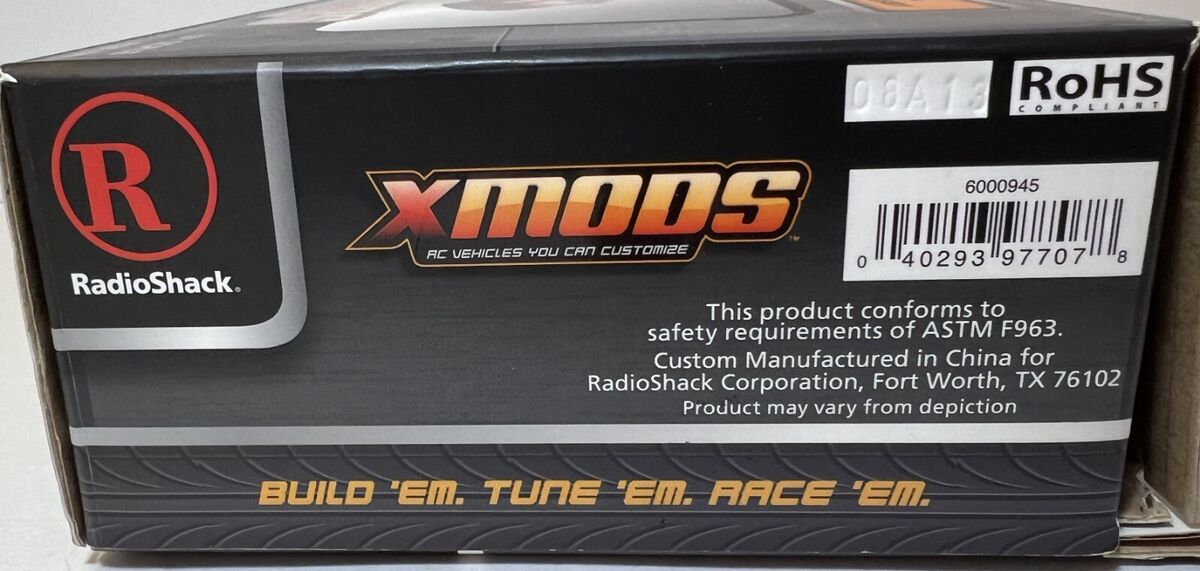 R
RadioShack®
XMODS™
RC VEHICLES YOU CAN CUSTOMIZE
08A13
RoHS
COMPLIANT
6000945
0 40293 97707 8
This product conforms to
safety requirements of ASTM F963.
Custom Manufactured in China for
RadioShack Corporation, Fort Worth, TX 76102
Product may vary from depiction
BUILD 'EM. TUNE 'EM. RACE 'EM.